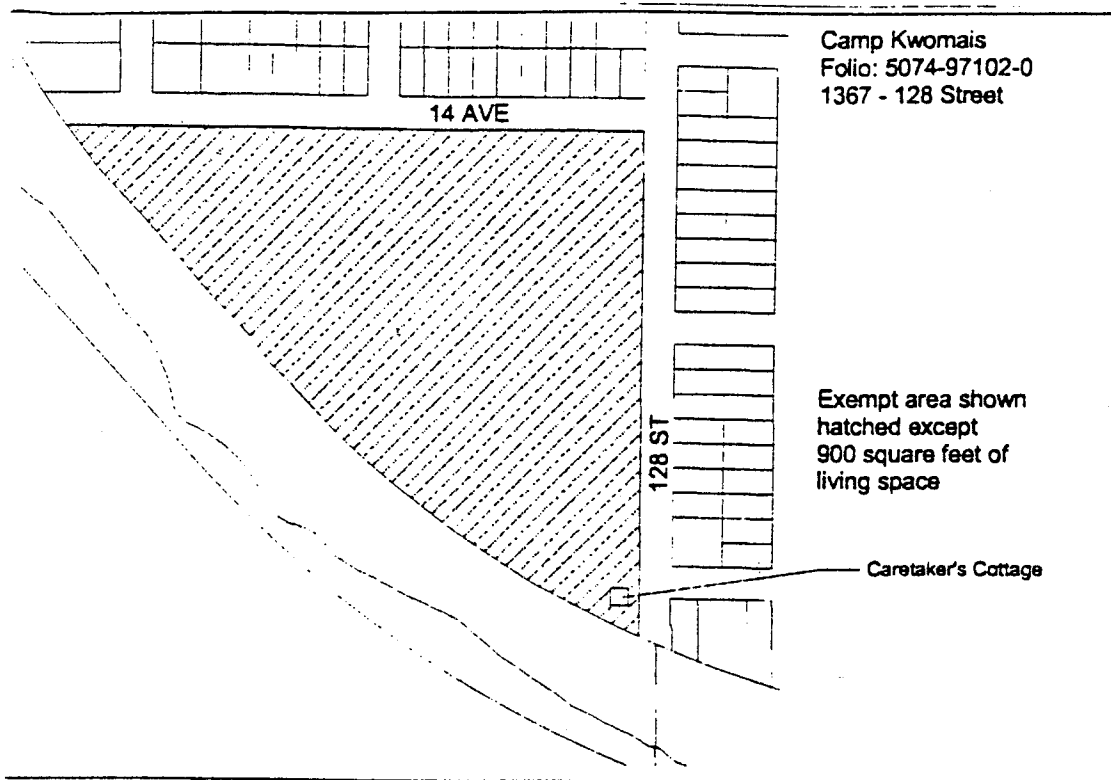 Camp Kwomais
Folio: 5074-97102-0
1367 - 128 Street
14 AVE
128 ST
Exempt area shown
hatched except
900 square feet of
living space
Caretaker's Cottage